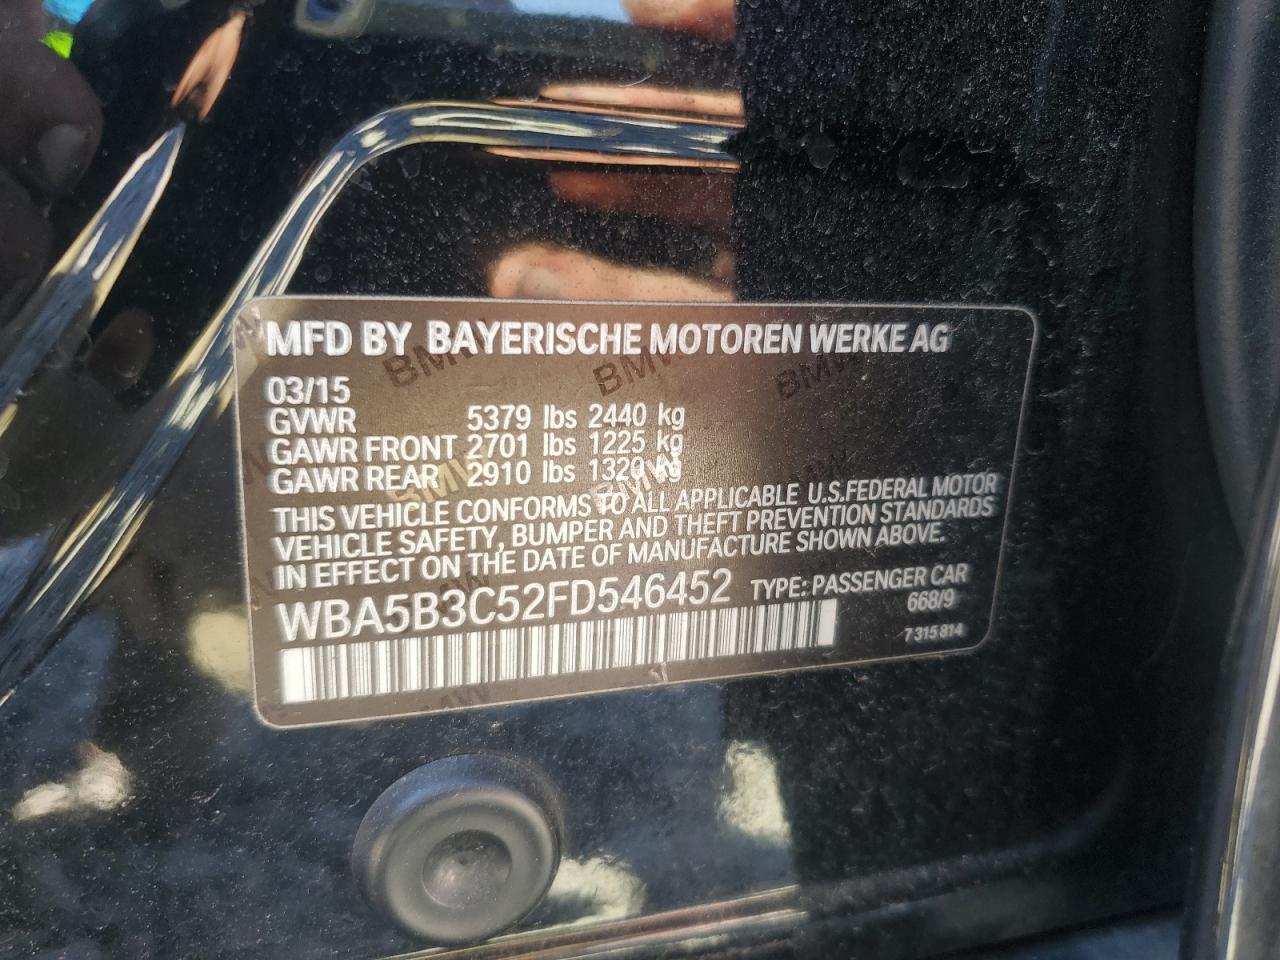 MFD BY BAYERISCHE MOTOREN WERKE AG
03/15
GVWR 5379 lbs 2440 kg
GAWR FRONT 2701 lbs 1225 kg
GAWR REAR 2910 lbs 1320 kg
THIS VEHICLE CONFORMS TO ALL APPLICABLE U.S.FEDERAL MOTOR
VEHICLE SAFETY, BUMPER AND THEFT PREVENTION STANDARDS
IN EFFECT ON THE DATE OF MANUFACTURE SHOWN ABOVE.
WBA5B3C52FD546452 TYPE: PASSENGER CAR
668/9
7 315 814